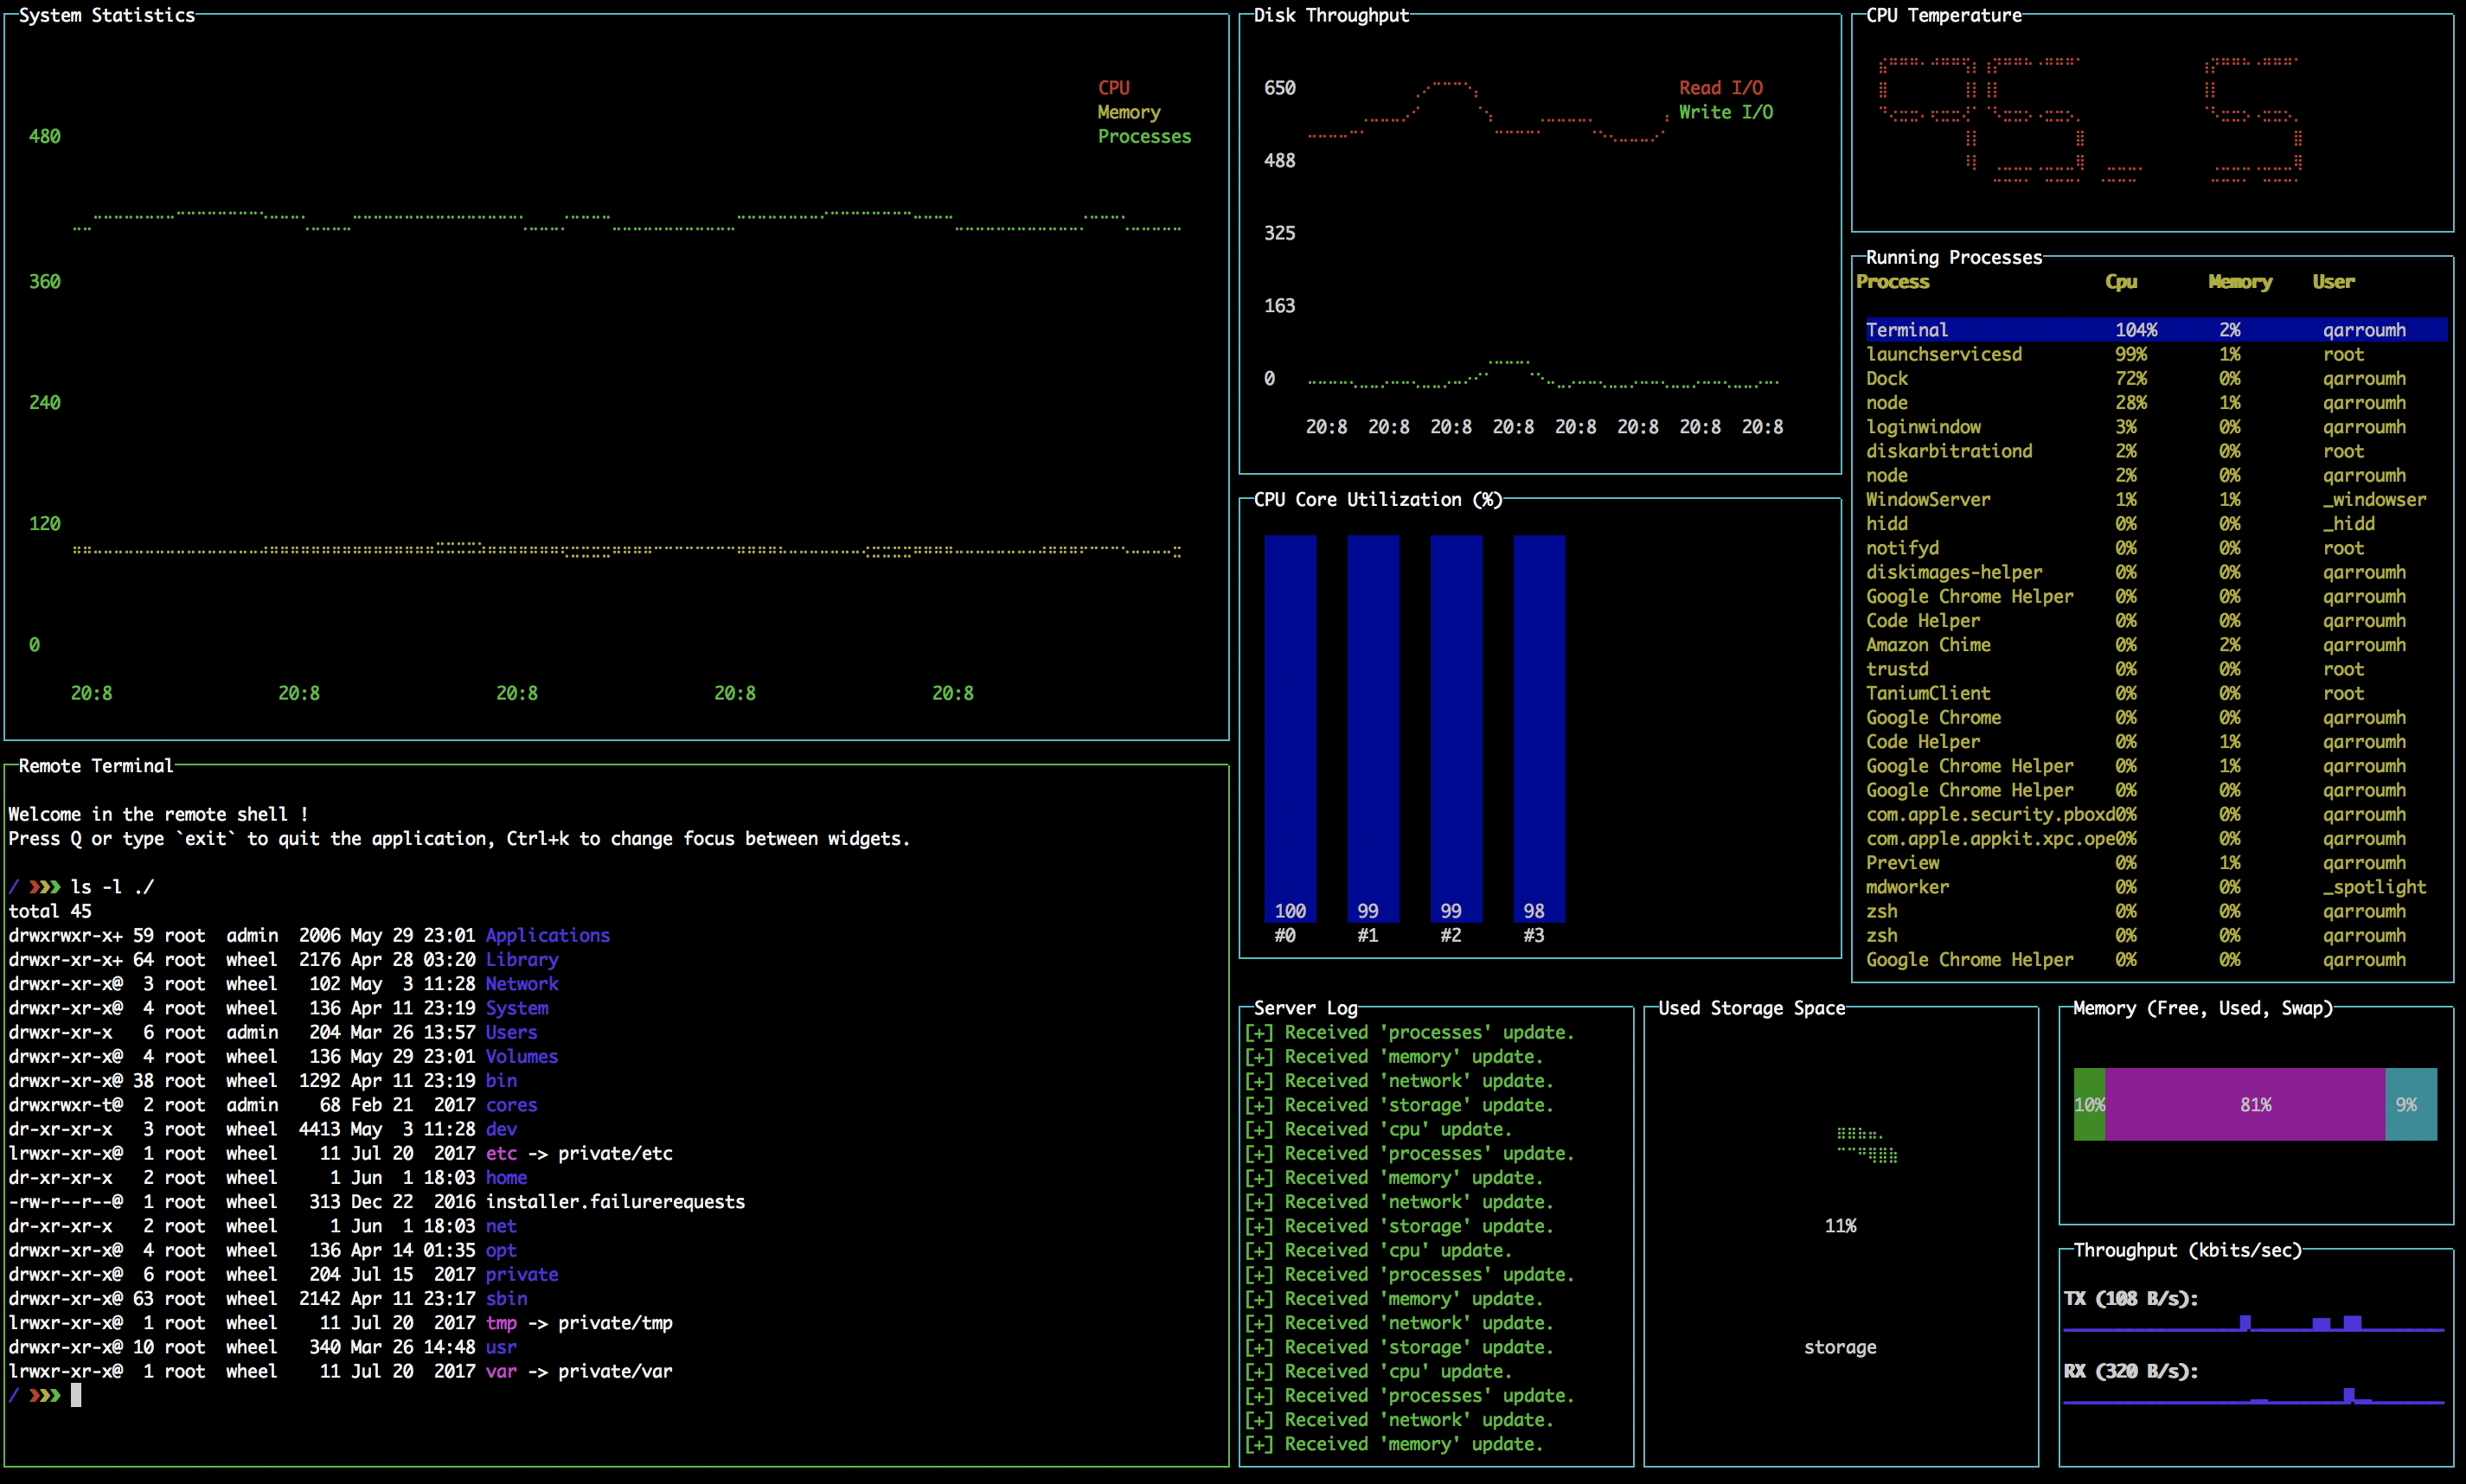 System Statistics
CPU
Memory
Processes
480
360
240
120
0
20:8 20:8 20:8 20:8 20:8
Remote Terminal
Welcome in the remote shell !
Press Q or type `exit` to quit the application, Ctrl+k to change focus between widgets.
/ ❯❯❯ ls -l ./
total 45
drwxrwxr-x+ 59 root  admin  2006 May 29 23:01 Applications
drwxr-xr-x+ 64 root  wheel  2176 Apr 28 03:20 Library
drwxr-xr-x@  3 root  wheel   102 May  3 11:28 Network
drwxr-xr-x@  4 root  wheel   136 Apr 11 23:19 System
drwxr-xr-x   6 root  admin   204 Mar 26 13:57 Users
drwxr-xr-x@  4 root  wheel   136 May 29 23:01 Volumes
drwxr-xr-x@ 38 root  wheel  1292 Apr 11 23:19 bin
drwxrwxr-t@  2 root  admin    68 Feb 21  2017 cores
dr-xr-xr-x   3 root  wheel  4413 May  3 11:28 dev
lrwxr-xr-x@  1 root  wheel    11 Jul 20  2017 etc -> private/etc
dr-xr-xr-x   2 root  wheel     1 Jun  1 18:03 home
-rw-r--r--@  1 root  wheel   313 Dec 22  2016 installer.failurerequests
dr-xr-xr-x   2 root  wheel     1 Jun  1 18:03 net
drwxr-xr-x@  4 root  wheel   136 Apr 14 01:35 opt
drwxr-xr-x@  6 root  wheel   204 Jul 15  2017 private
drwxr-xr-x@ 63 root  wheel  2142 Apr 11 23:17 sbin
lrwxr-xr-x@  1 root  wheel    11 Jul 20  2017 tmp -> private/tmp
drwxr-xr-x@ 10 root  wheel   340 Mar 26 14:48 usr
lrwxr-xr-x@  1 root  wheel    11 Jul 20  2017 var -> private/var
/ ❯❯❯
Disk Throughput
Read I/O
Write I/O
650
488
325
163
0
20:8 20:8 20:8 20:8 20:8 20:8 20:8 20:8
CPU Core Utilization (%)
100 99 99 98
#0 #1 #2 #3
CPU Temperature
95.5
Running Processes
Process Cpu Memory User
Terminal 104% 2% qarroumh
launchservicesd 99% 1% root
Dock 72% 0% qarroumh
node 28% 1% qarroumh
loginwindow 3% 0% qarroumh
diskarbitrationd 2% 0% root
node 2% 0% qarroumh
WindowServer 1% 1% _windowser
hidd 0% 0% _hidd
notifyd 0% 0% root
diskimages-helper 0% 0% qarroumh
Google Chrome Helper 0% 0% qarroumh
Code Helper 0% 0% qarroumh
Amazon Chime 0% 2% qarroumh
trustd 0% 0% root
TaniumClient 0% 0% root
Google Chrome 0% 0% qarroumh
Code Helper 0% 1% qarroumh
Google Chrome Helper 0% 1% qarroumh
Google Chrome Helper 0% 0% qarroumh
com.apple.security.pboxd0% 0% qarroumh
com.apple.appkit.xpc.ope0% 0% qarroumh
Preview 0% 1% qarroumh
mdworker 0% 0% _spotlight
zsh 0% 0% qarroumh
zsh 0% 0% qarroumh
Google Chrome Helper 0% 0% qarroumh
Server Log
[+] Received 'processes' update.
[+] Received 'memory' update.
[+] Received 'network' update.
[+] Received 'storage' update.
[+] Received 'cpu' update.
[+] Received 'processes' update.
[+] Received 'memory' update.
[+] Received 'network' update.
[+] Received 'storage' update.
[+] Received 'cpu' update.
[+] Received 'processes' update.
[+] Received 'memory' update.
[+] Received 'network' update.
[+] Received 'storage' update.
[+] Received 'cpu' update.
[+] Received 'processes' update.
[+] Received 'network' update.
[+] Received 'memory' update.
Used Storage Space
11%
storage
Memory (Free, Used, Swap)
10% 81% 9%
Throughput (kbits/sec)
TX (108 B/s):
RX (320 B/s):